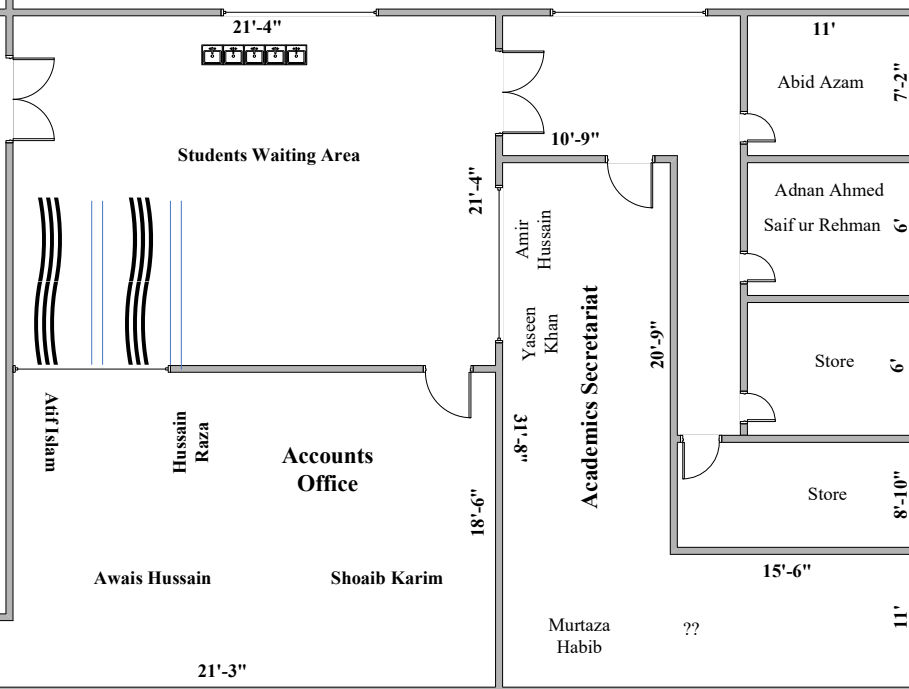 21'-4"
11'
Abid Azam
7'-2"
10'-9"
Students Waiting Area
21'-4"
Adnan Ahmed
Saif ur Rehman
6'
Amir
Hussain
Yaseen
Khan
Academics Secretariat
20'-9"
Store
6'
Atif Islam
Hussain
Raza
31'-8"
Accounts
Office
18'-6"
Store
8'-10"
15'-6"
Awais Hussain
Shoaib Karim
Murtaza
Habib
??
11'
21'-3"